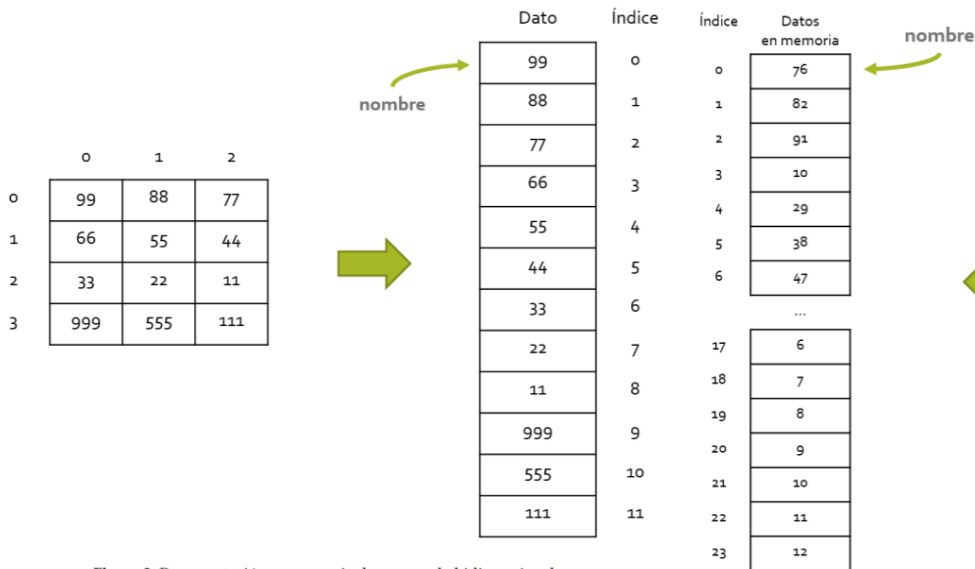 Dato Índice
99 0
88 1
77 2
66 3
55 4
44 5
33 6
22 7
11 8
999 9
555 10
111 11
nombre
0 1 2
0 99 88 77
1 66 55 44
2 33 22 11
3 999 555 111
Índice Datos
en memoria
nombre
0 76
1 82
2 91
3 10
4 29
5 38
6 47
...
17 6
18 7
19 8
20 9
21 10
22 11
23 12